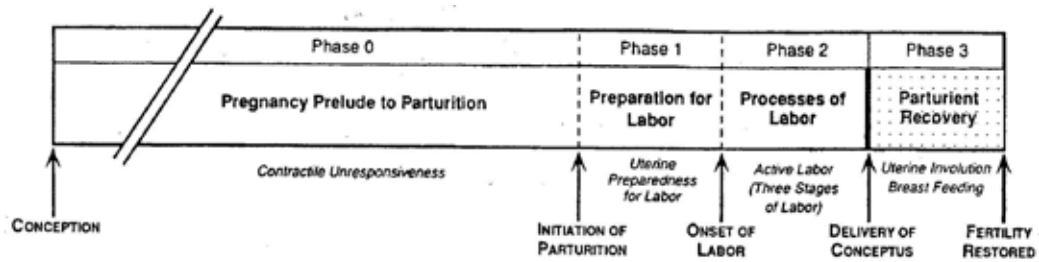 Phase 0 Phase 1 Phase 2 Phase 3
Pregnancy Prelude to Parturition
Preparation for
Labor
Processes of
Labor
Parturient
Recovery
Contractile Unresponsiveness
Uterine
Preparedness
for Labor
Active Labor
(Three Stages
of Labor)
Uterine Involution
Breast Feeding
CONCEPTION
INITIATION OF
PARTURITION
ONSET OF
LABOR
DELIVERY OF
CONCEPTUS
FERTILITY
RESTORED